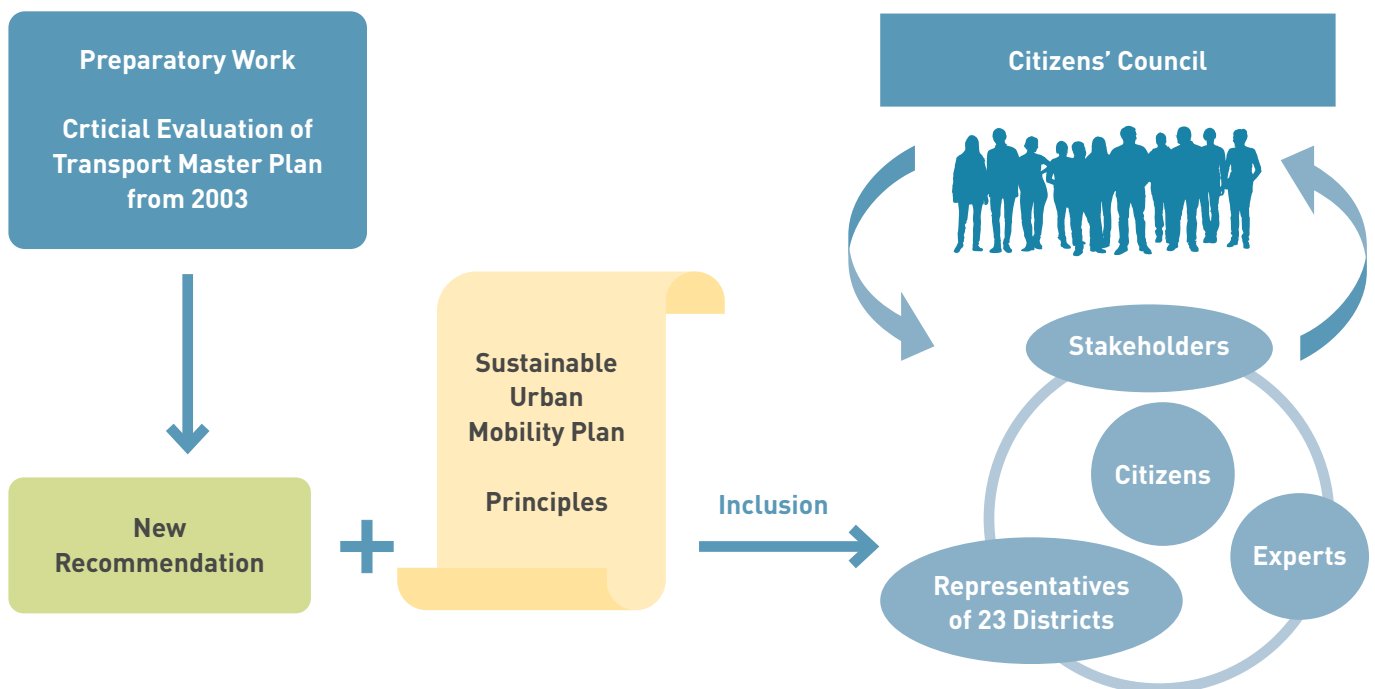 Preparatory Work
Crticial Evaluation of
Transport Master Plan
from 2003
New
Recommendation
Sustainable
Urban
Mobility Plan
Principles
Inclusion
Citizens’ Council
Stakeholders
Citizens
Experts
Representatives
of 23 Districts